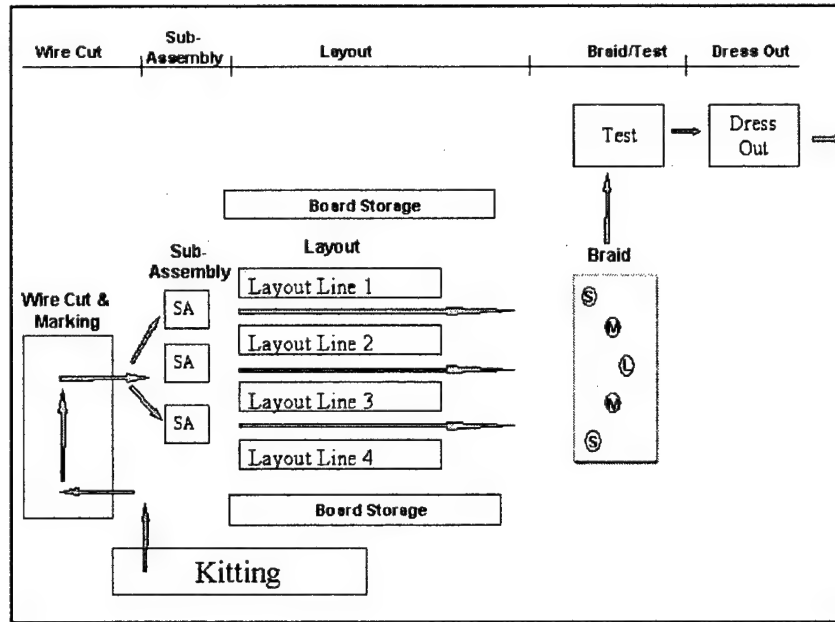 Wire Cut
Sub-
Assembly
Layout
Braid/Test
Dress Out
Test
Dress
Out
Board Storage
Layout
Braid
Sub-
Assembly
Wire Cut &
Marking
SA
SA
SA
Layout Line 1
Layout Line 2
Layout Line 3
Layout Line 4
S
M
L
M
S
Board Storage
Kitting